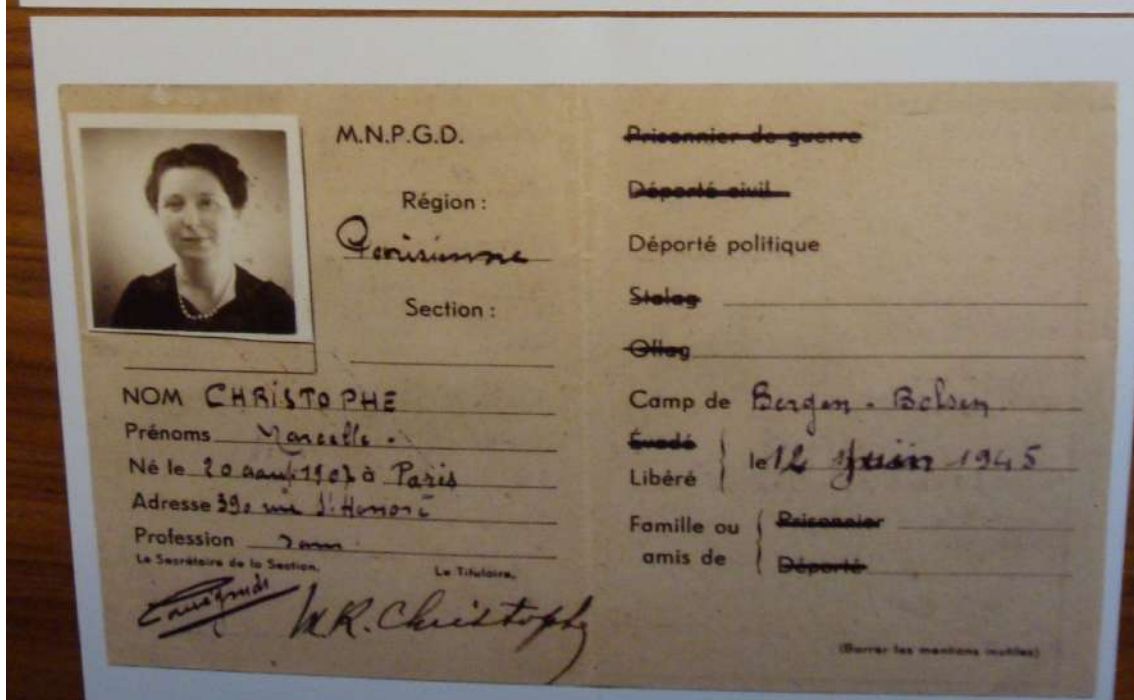 M.N.P.G.D.
Région :
Parisienne
Section :
NOM CHRISTOPHE
Prénoms Marcelle -
Né le 20 août 1907 à Paris
Adresse 390 rue St Honoré
Profession
Le Secrétaire de la Section, Le Titulaire,
M.R. Christophe
Prisonnier de guerre
Déporté civil
Déporté politique
Stalag
Oflag
Camp de Bergen - Belsen
Évadé
Libéré
le 12 Juin 1945
Famille ou
amis de
Prisonnier
Déporté
(Barrer les mentions inutiles)